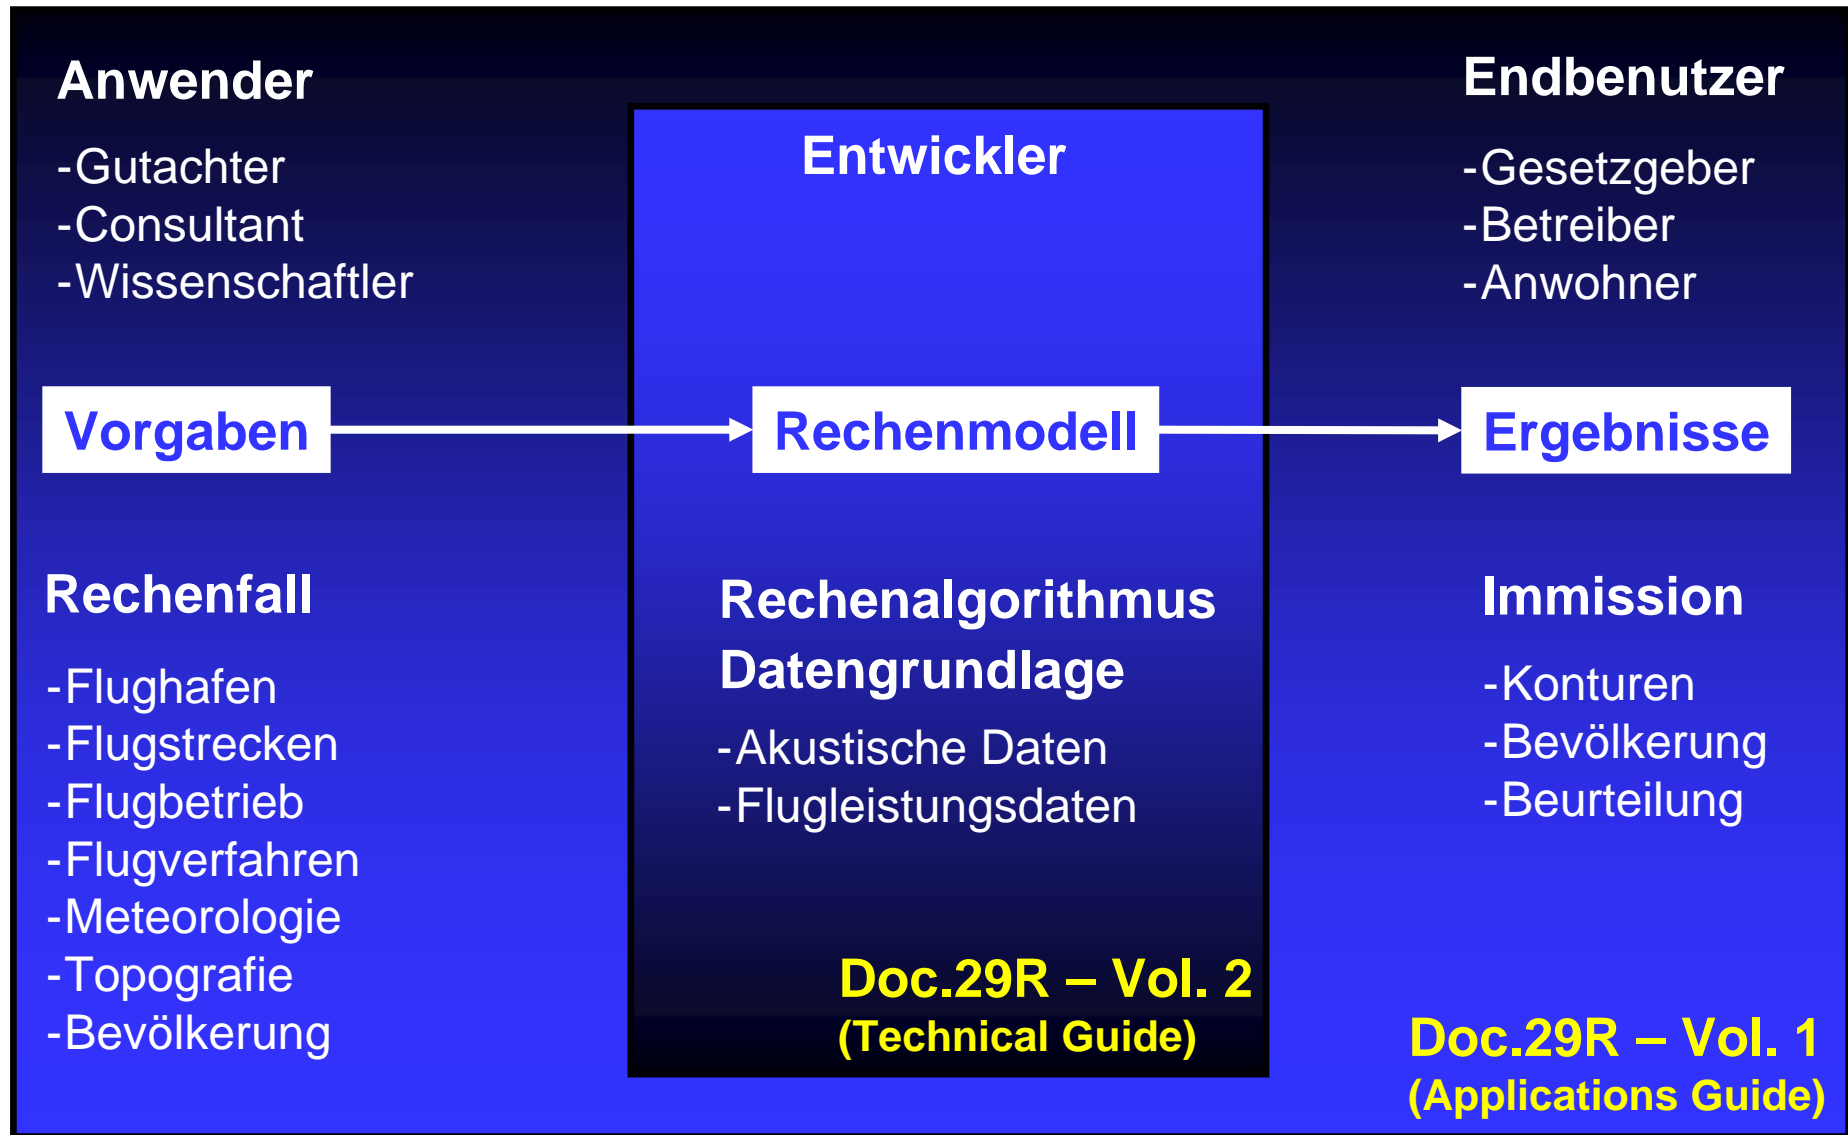 Anwender
-Gutachter
-Consultant
-Wissenschaftler
Entwickler
Endbenutzer
-Gesetzgeber
-Betreiber
-Anwohner
Vorgaben
Rechenmodell
Ergebnisse
Rechenfall
-Flughafen
-Flugstrecken
-Flugbetrieb
-Flugverfahren
-Meteorologie
-Topografie
-Bevölkerung
Rechenalgorithmus
Datengrundlage
-Akustische Daten
-Flugleistungsdaten
Doc.29R – Vol. 2
(Technical Guide)
Immission
-Konturen
-Bevölkerung
-Beurteilung
Doc.29R – Vol. 1
(Applications Guide)